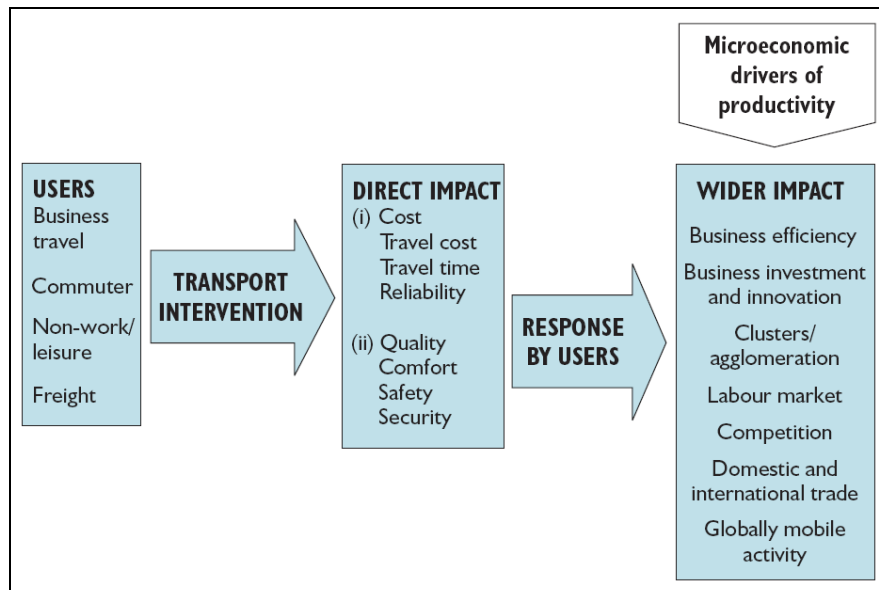 Microeconomic
drivers of
productivity
USERS
Business
travel
Commuter
Non-work/
leisure
Freight
TRANSPORT
INTERVENTION
DIRECT IMPACT
(i) Cost
Travel cost
Travel time
Reliability
(ii) Quality
Comfort
Safety
Security
RESPONSE
BY USERS
WIDER IMPACT
Business efficiency
Business investment
and innovation
Clusters/
agglomeration
Labour market
Competition
Domestic and
international trade
Globally mobile
activity